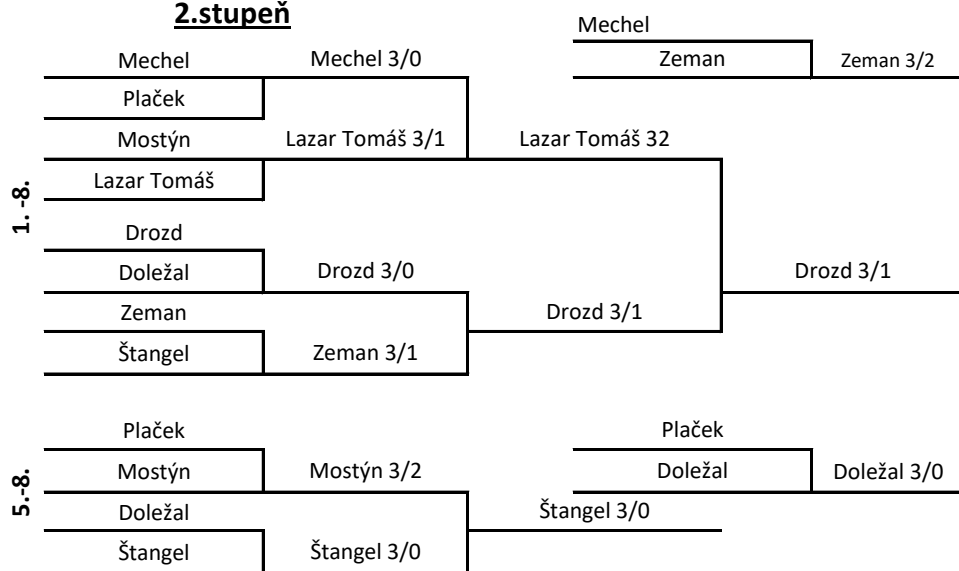 2.stupeň
Mechel
Mechel
Mechel 3/0
Zeman
Zeman 3/2
Plaček
Mostýn
Lazar Tomáš 3/1
Lazar Tomáš 32
Lazar Tomáš
1. -8.
Drozd
Doležal
Drozd 3/0
Drozd 3/1
Zeman
Drozd 3/1
Štangel
Zeman 3/1
Plaček
Plaček
Mostýn
Mostýn 3/2
Doležal
Doležal 3/0
5.-8.
Doležal
Štangel 3/0
Štangel
Štangel 3/0